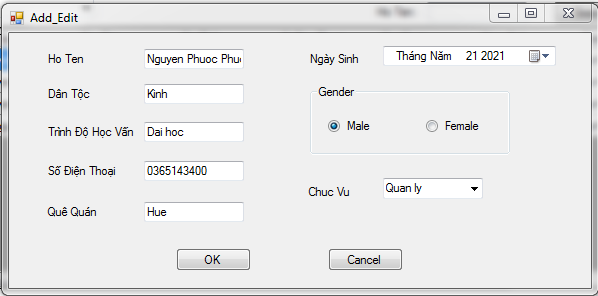 Add_Edit
Ho Ten
Nguyen Phuoc Phu
Ngày Sinh
Tháng Năm 21 2021
Dân Tộc
Kinh
Gender
Male
Female
Trình Độ Học Vấn
Dai hoc
Số Điện Thoại
0365143400
Chuc Vu
Quan ly
Quê Quán
Hue
OK
Cancel